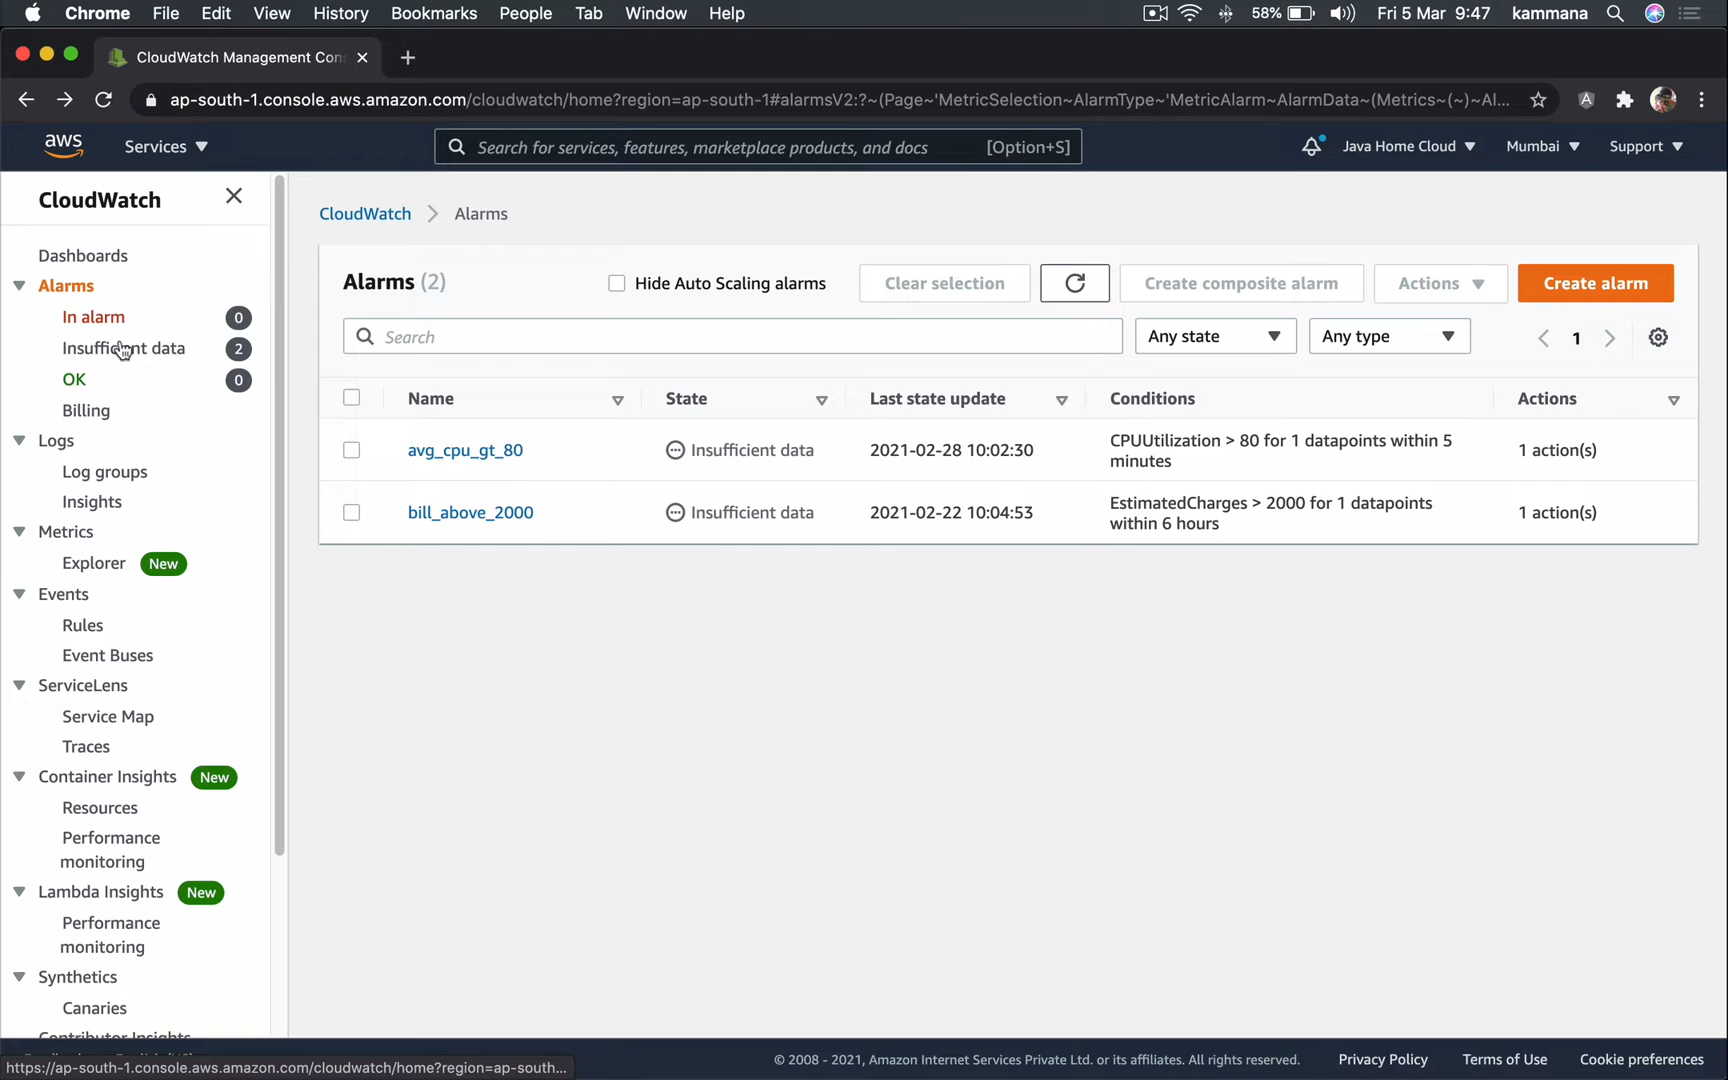 Chrome File Edit View History Bookmarks People Tab Window Help 58% Fri 5 Mar 9:47 kammana
CloudWatch Management Con
ap-south-1.console.aws.amazon.com/cloudwatch/home?region=ap-south-1#alarmsV2:?~(Page~'MetricSelection~AlarmType~'MetricAlarm~AlarmData~(Metrics~(~)~Al...
aws Services Search for services, features, marketplace products, and docs [Option+S] Java Home Cloud Mumbai Support
CloudWatch
Dashboards
Alarms
In alarm 0
Insufficient data 2
OK 0
Billing
Logs
Log groups
Insights
Metrics
Explorer New
Events
Rules
Event Buses
ServiceLens
Service Map
Traces
Container Insights New
Resources
Performance
monitoring
Lambda Insights New
Performance
monitoring
Synthetics
Canaries
Contributor Insights
CloudWatch Alarms
Alarms (2) Hide Auto Scaling alarms Clear selection Create composite alarm Actions Create alarm
Search Any state Any type 1
Name State Last state update Conditions Actions
avg_cpu_gt_80 Insufficient data 2021-02-28 10:02:30 CPUUtilization > 80 for 1 datapoints within 5
minutes 1 action(s)
bill_above_2000 Insufficient data 2021-02-22 10:04:53 EstimatedCharges > 2000 for 1 datapoints
within 6 hours 1 action(s)
https://ap-south-1.console.aws.amazon.com/cloudwatch/home?region=ap-south...
© 2008 - 2021, Amazon Internet Services Private Ltd. or its affiliates. All rights reserved. Privacy Policy Terms of Use Cookie preferences